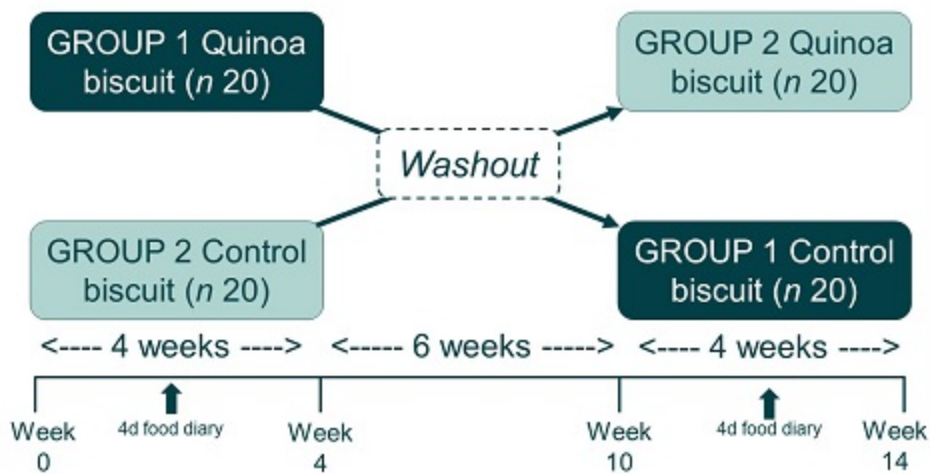 GROUP 1 Quinoa
biscuit (n 20)
GROUP 2 Quinoa
biscuit (n 20)
Washout
GROUP 2 Control
biscuit (n 20)
GROUP 1 Control
biscuit (n 20)
<---- 4 weeks ----> <----- 6 weeks -----> <---- 4 weeks ---->
Week
0
4d food diary
Week
4
Week
10
4d food diary
Week
14